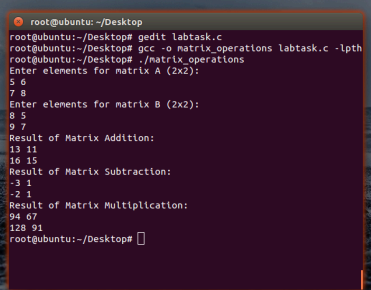 root@ubuntu: ~/Desktop
root@ubuntu:~/Desktop# gedit labtask.c
root@ubuntu:~/Desktop# gcc -o matrix_operations labtask.c -lpth
root@ubuntu:~/Desktop# ./matrix_operations
Enter elements for matrix A (2x2):
5 6
7 8
Enter elements for matrix B (2x2):
8 5
9 7
Result of Matrix Addition:
13 11
16 15
Result of Matrix Subtraction:
-3 1
-2 1
Result of Matrix Multiplication:
94 67
128 91
root@ubuntu:~/Desktop#